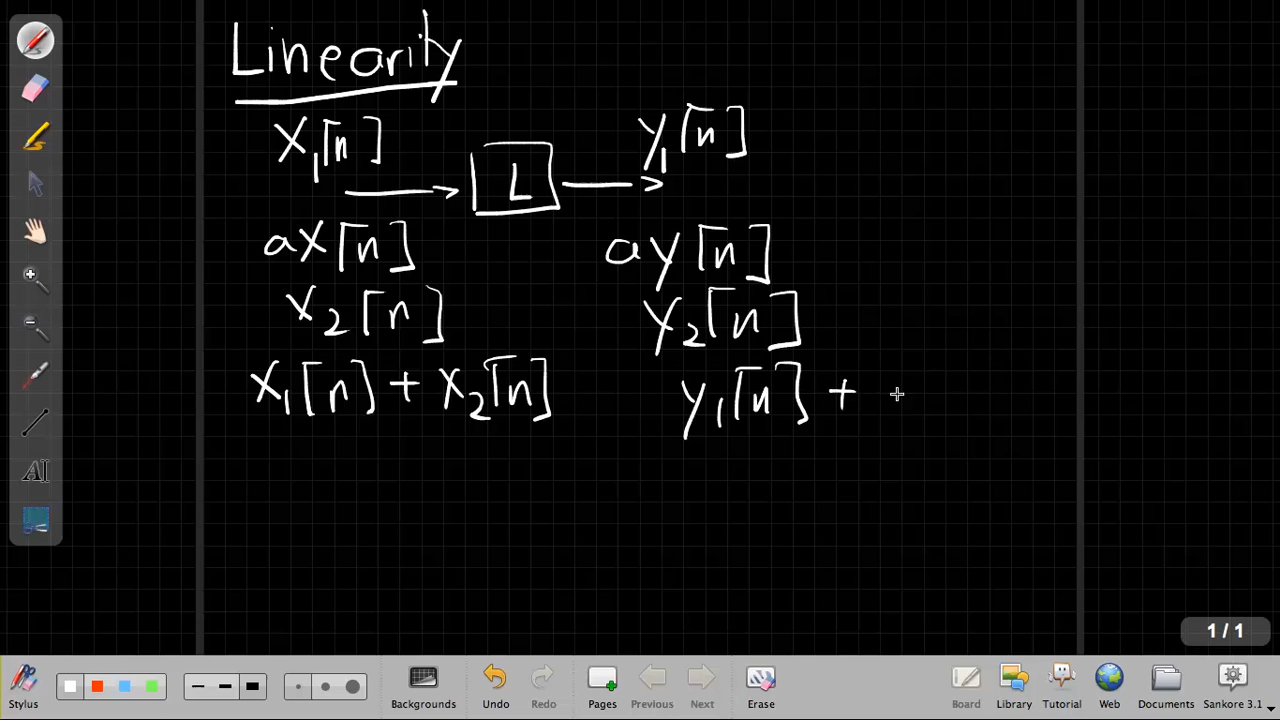 Linearity
x₁[n] → L → y₁[n]
ax[n] ay[n]
x₂[n] y₂[n]
x₁[n] + x₂[n] y₁[n] +
1 / 1
Stylus Backgrounds Undo Redo Pages Previous Next Erase Board Library Tutorial Web Documents Sankore 3.1